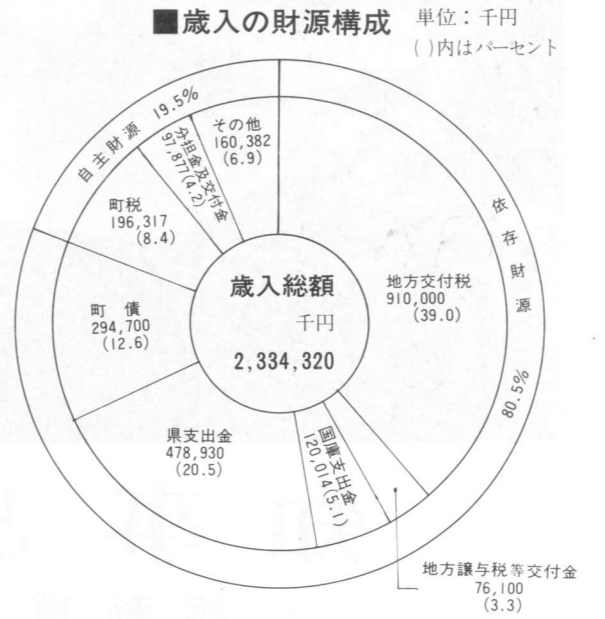 ■歳入の財源構成
単位：千円
( )内はパーセント
自主財源 19.5%
依存財源 80.5%
その他
160,382
(6.9)
分担金及交付金
97,877(4.2)
町税
196,317
(8.4)
町債
294,700
(12.6)
県支出金
478,930
(20.5)
国庫支出金
120,014(5.1)
地方譲与税等交付金
76,100
(3.3)
地方交付税
910,000
(39.0)
歳入総額
千円
2,334,320